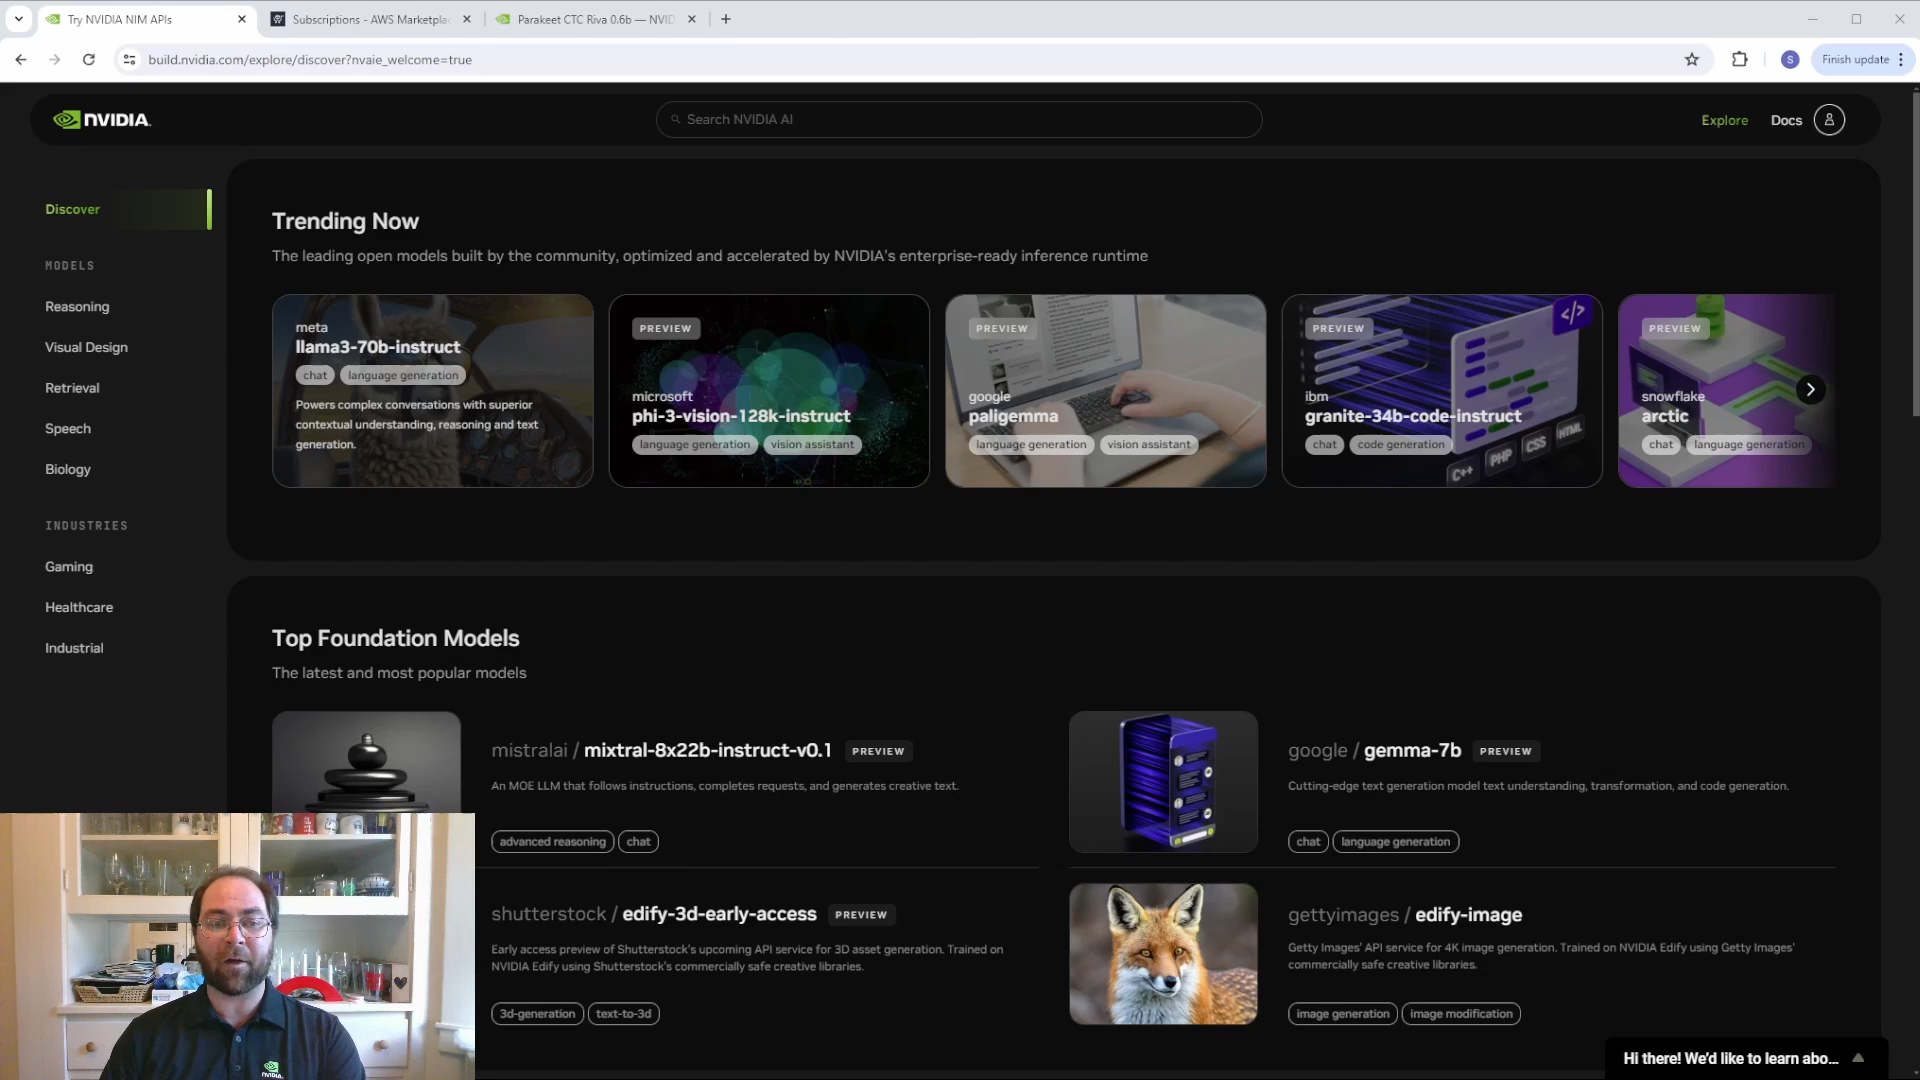 Try NVIDIA NIM APIs
Subscriptions - AWS Marketpla
Parakeet CTC Riva 0.6b — NVID
build.nvidia.com/explore/discover?nvaie_welcome=true
S
Finish update
NVIDIA
Search NVIDIA AI
Explore
Docs
Discover
MODELS
Reasoning
Visual Design
Retrieval
Speech
Biology
INDUSTRIES
Gaming
Healthcare
Industrial
Trending Now
The leading open models built by the community, optimized and accelerated by NVIDIA's enterprise-ready inference runtime
meta
llama3-70b-instruct
chat language generation
Powers complex conversations with superior
contextual understanding, reasoning and text
generation.
PREVIEW
microsoft
phi-3-vision-128k-instruct
language generation vision assistant
PREVIEW
google
paligemma
language generation vision assistant
PREVIEW
</>
ibm
granite-34b-code-instruct
chat code generation
C++ PHP CSS HTML
PREVIEW
snowflake
arctic
chat language generation
Top Foundation Models
The latest and most popular models
mistralai / mixtral-8x22b-instruct-v0.1 PREVIEW
An MOE LLM that follows instructions, completes requests, and generates creative text.
advanced reasoning chat
google / gemma-7b PREVIEW
Cutting-edge text generation model text understanding, transformation, and code generation.
chat language generation
shutterstock / edify-3d-early-access PREVIEW
Early access preview of Shutterstock's upcoming API service for 3D asset generation. Trained on
NVIDIA Edify using Shutterstock's commercially safe creative libraries.
3d-generation text-to-3d
gettyimages / edify-image
Getty Images' API service for 4K image generation. Trained on NVIDIA Edify using Getty Images'
commercially safe creative libraries.
image generation image modification
Hi there! We'd like to learn abo...
NVIDIA